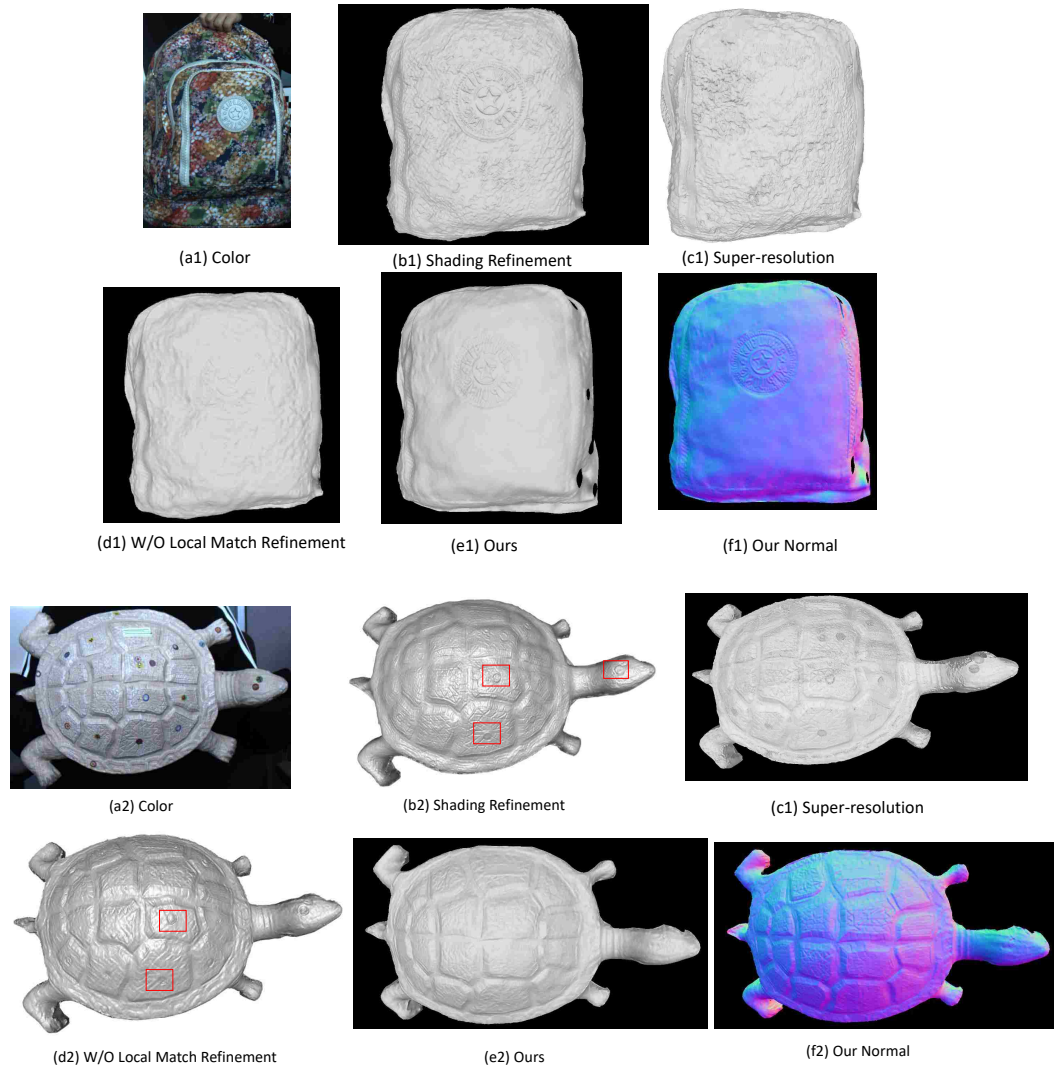 (a1) Color
(b1) Shading Refinement
(c1) Super-resolution
(d1) W/O Local Match Refinement
(e1) Ours
(f1) Our Normal
(a2) Color
(b2) Shading Refinement
(c1) Super-resolution
(d2) W/O Local Match Refinement
(e2) Ours
(f2) Our Normal